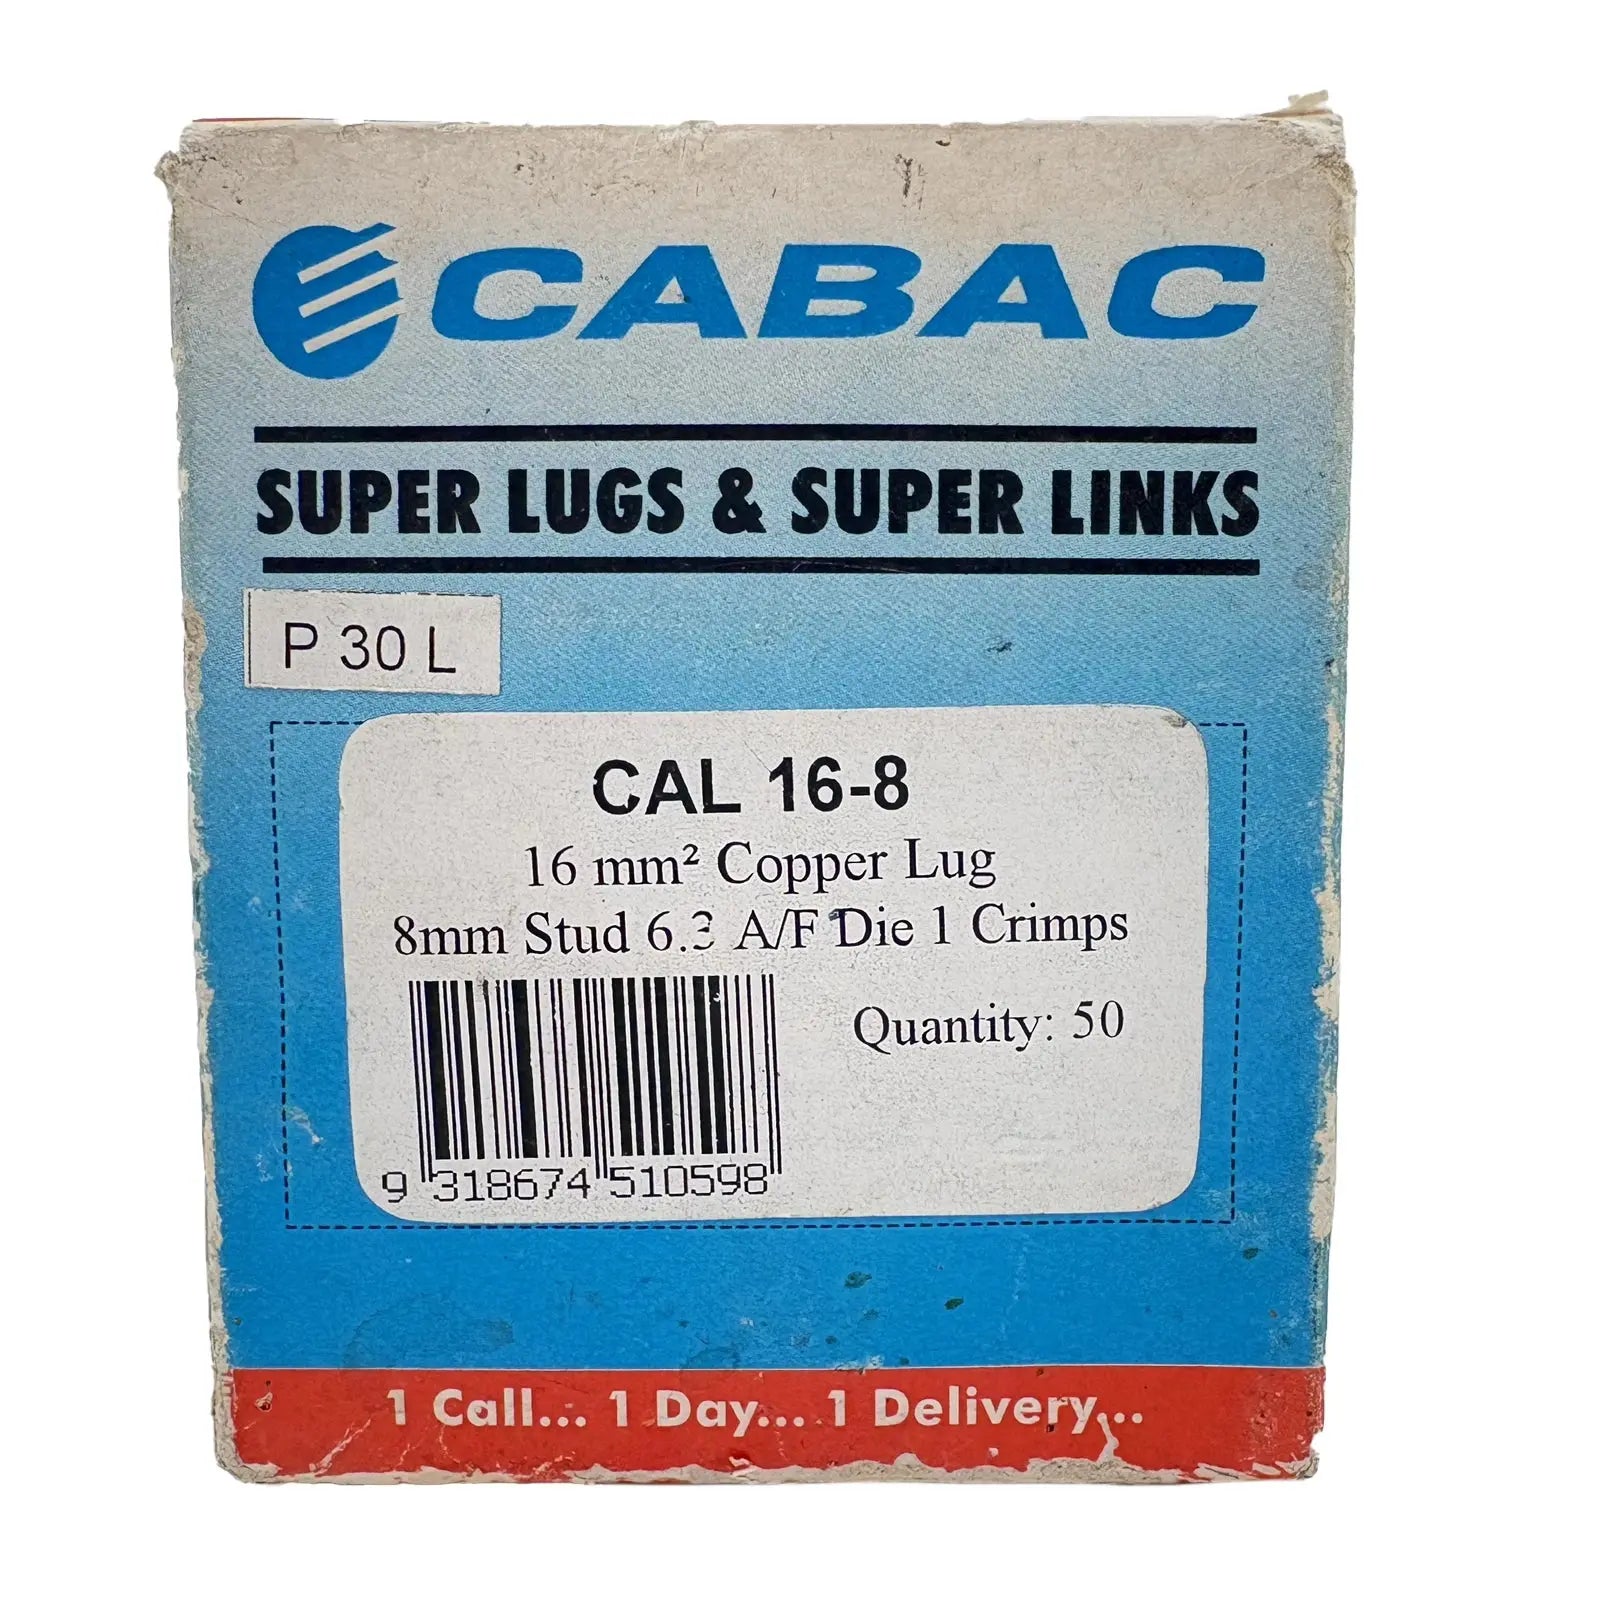 CABAC
SUPER LUGS & SUPER LINKS
P 30 L
CAL 16-8
16 mm² Copper Lug
8mm Stud 6.3 A/F Die 1 Crimps
Quantity: 50
9 318674 510598
1 Call... 1 Day... 1 Delivery...